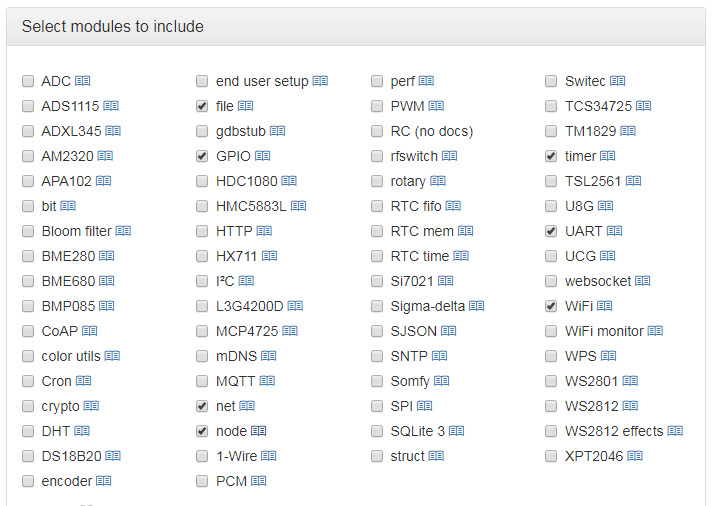 Select modules to include
ADC
ADS1115
ADXL345
AM2320
APA102
bit
Bloom filter
BME280
BME680
BMP085
CoAP
color utils
Cron
crypto
DHT
DS18B20
encoder
end user setup
file
gdbstub
GPIO
HDC1080
HMC5883L
HTTP
HX711
I²C
L3G4200D
MCP4725
mDNS
MQTT
net
node
1-Wire
PCM
perf
PWM
RC (no docs)
rfswitch
rotary
RTC fifo
RTC mem
RTC time
Si7021
Sigma-delta
SJSON
SNTP
Somfy
SPI
SQLite 3
struct
Switec
TCS34725
TM1829
timer
TSL2561
U8G
UART
UCG
websocket
WiFi
WiFi monitor
WPS
WS2801
WS2812
WS2812 effects
XPT2046